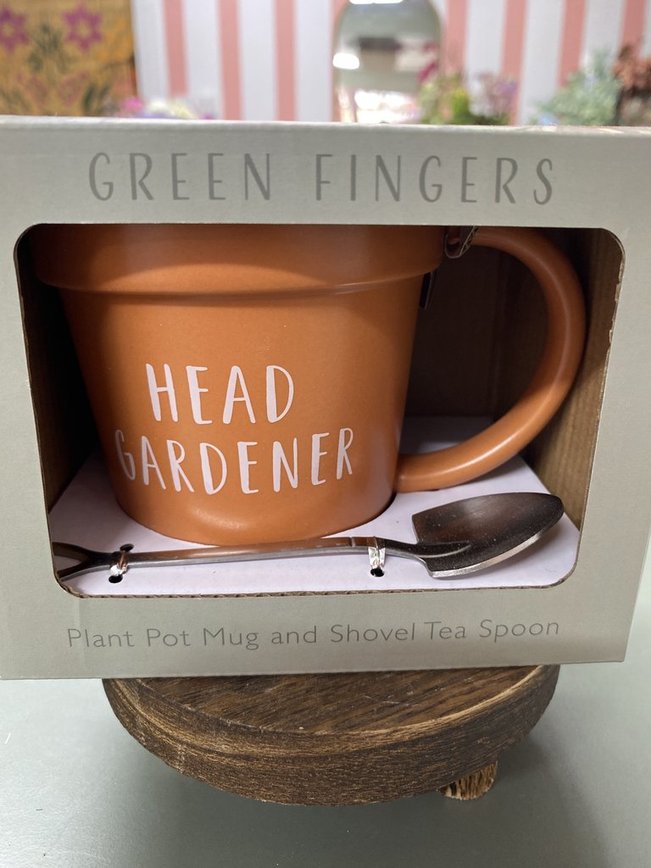 GREEN FINGERS
HEAD
GARDENER
Plant Pot Mug and Shovel Tea Spoon